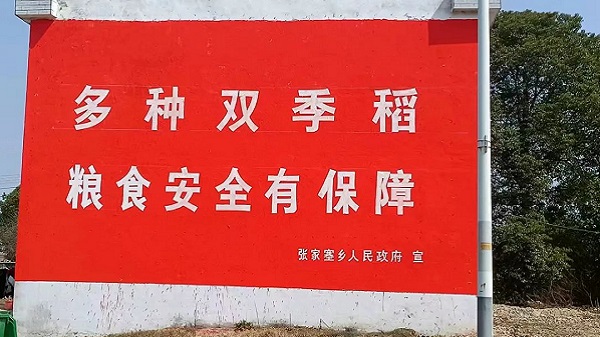 多种双季稻
粮食安全有保障
张家塞乡人民政府 宣